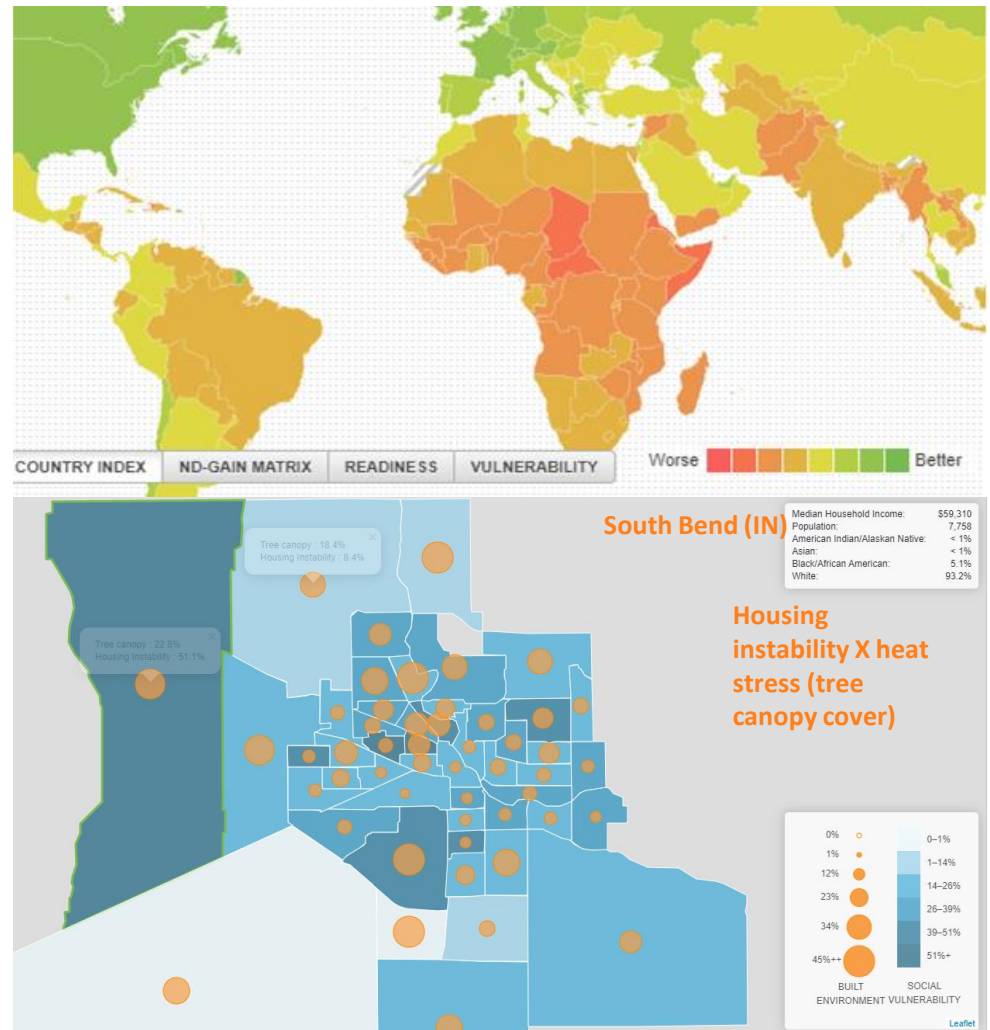 COUNTRY INDEX
ND-GAIN MATRIX
READINESS
VULNERABILITY
Worse
Better
South Bend (IN)
Median Household Income: $59,310
Population: 7,758
American Indian/Alaskan Native: < 1%
Asian: < 1%
Black/African American: 5.1%
White: 93.2%
Tree canopy : 18.4%
Housing Instability : 8.4%
Housing
instability X heat
stress (tree
canopy cover)
Tree canopy : 22.8%
Housing Instability : 51.1%
0%
1%
12%
23%
34%
45%++
BUILT
ENVIRONMENT
0–1%
1–14%
14–26%
26–39%
39–51%
51%+
SOCIAL
VULNERABILITY
Leaflet